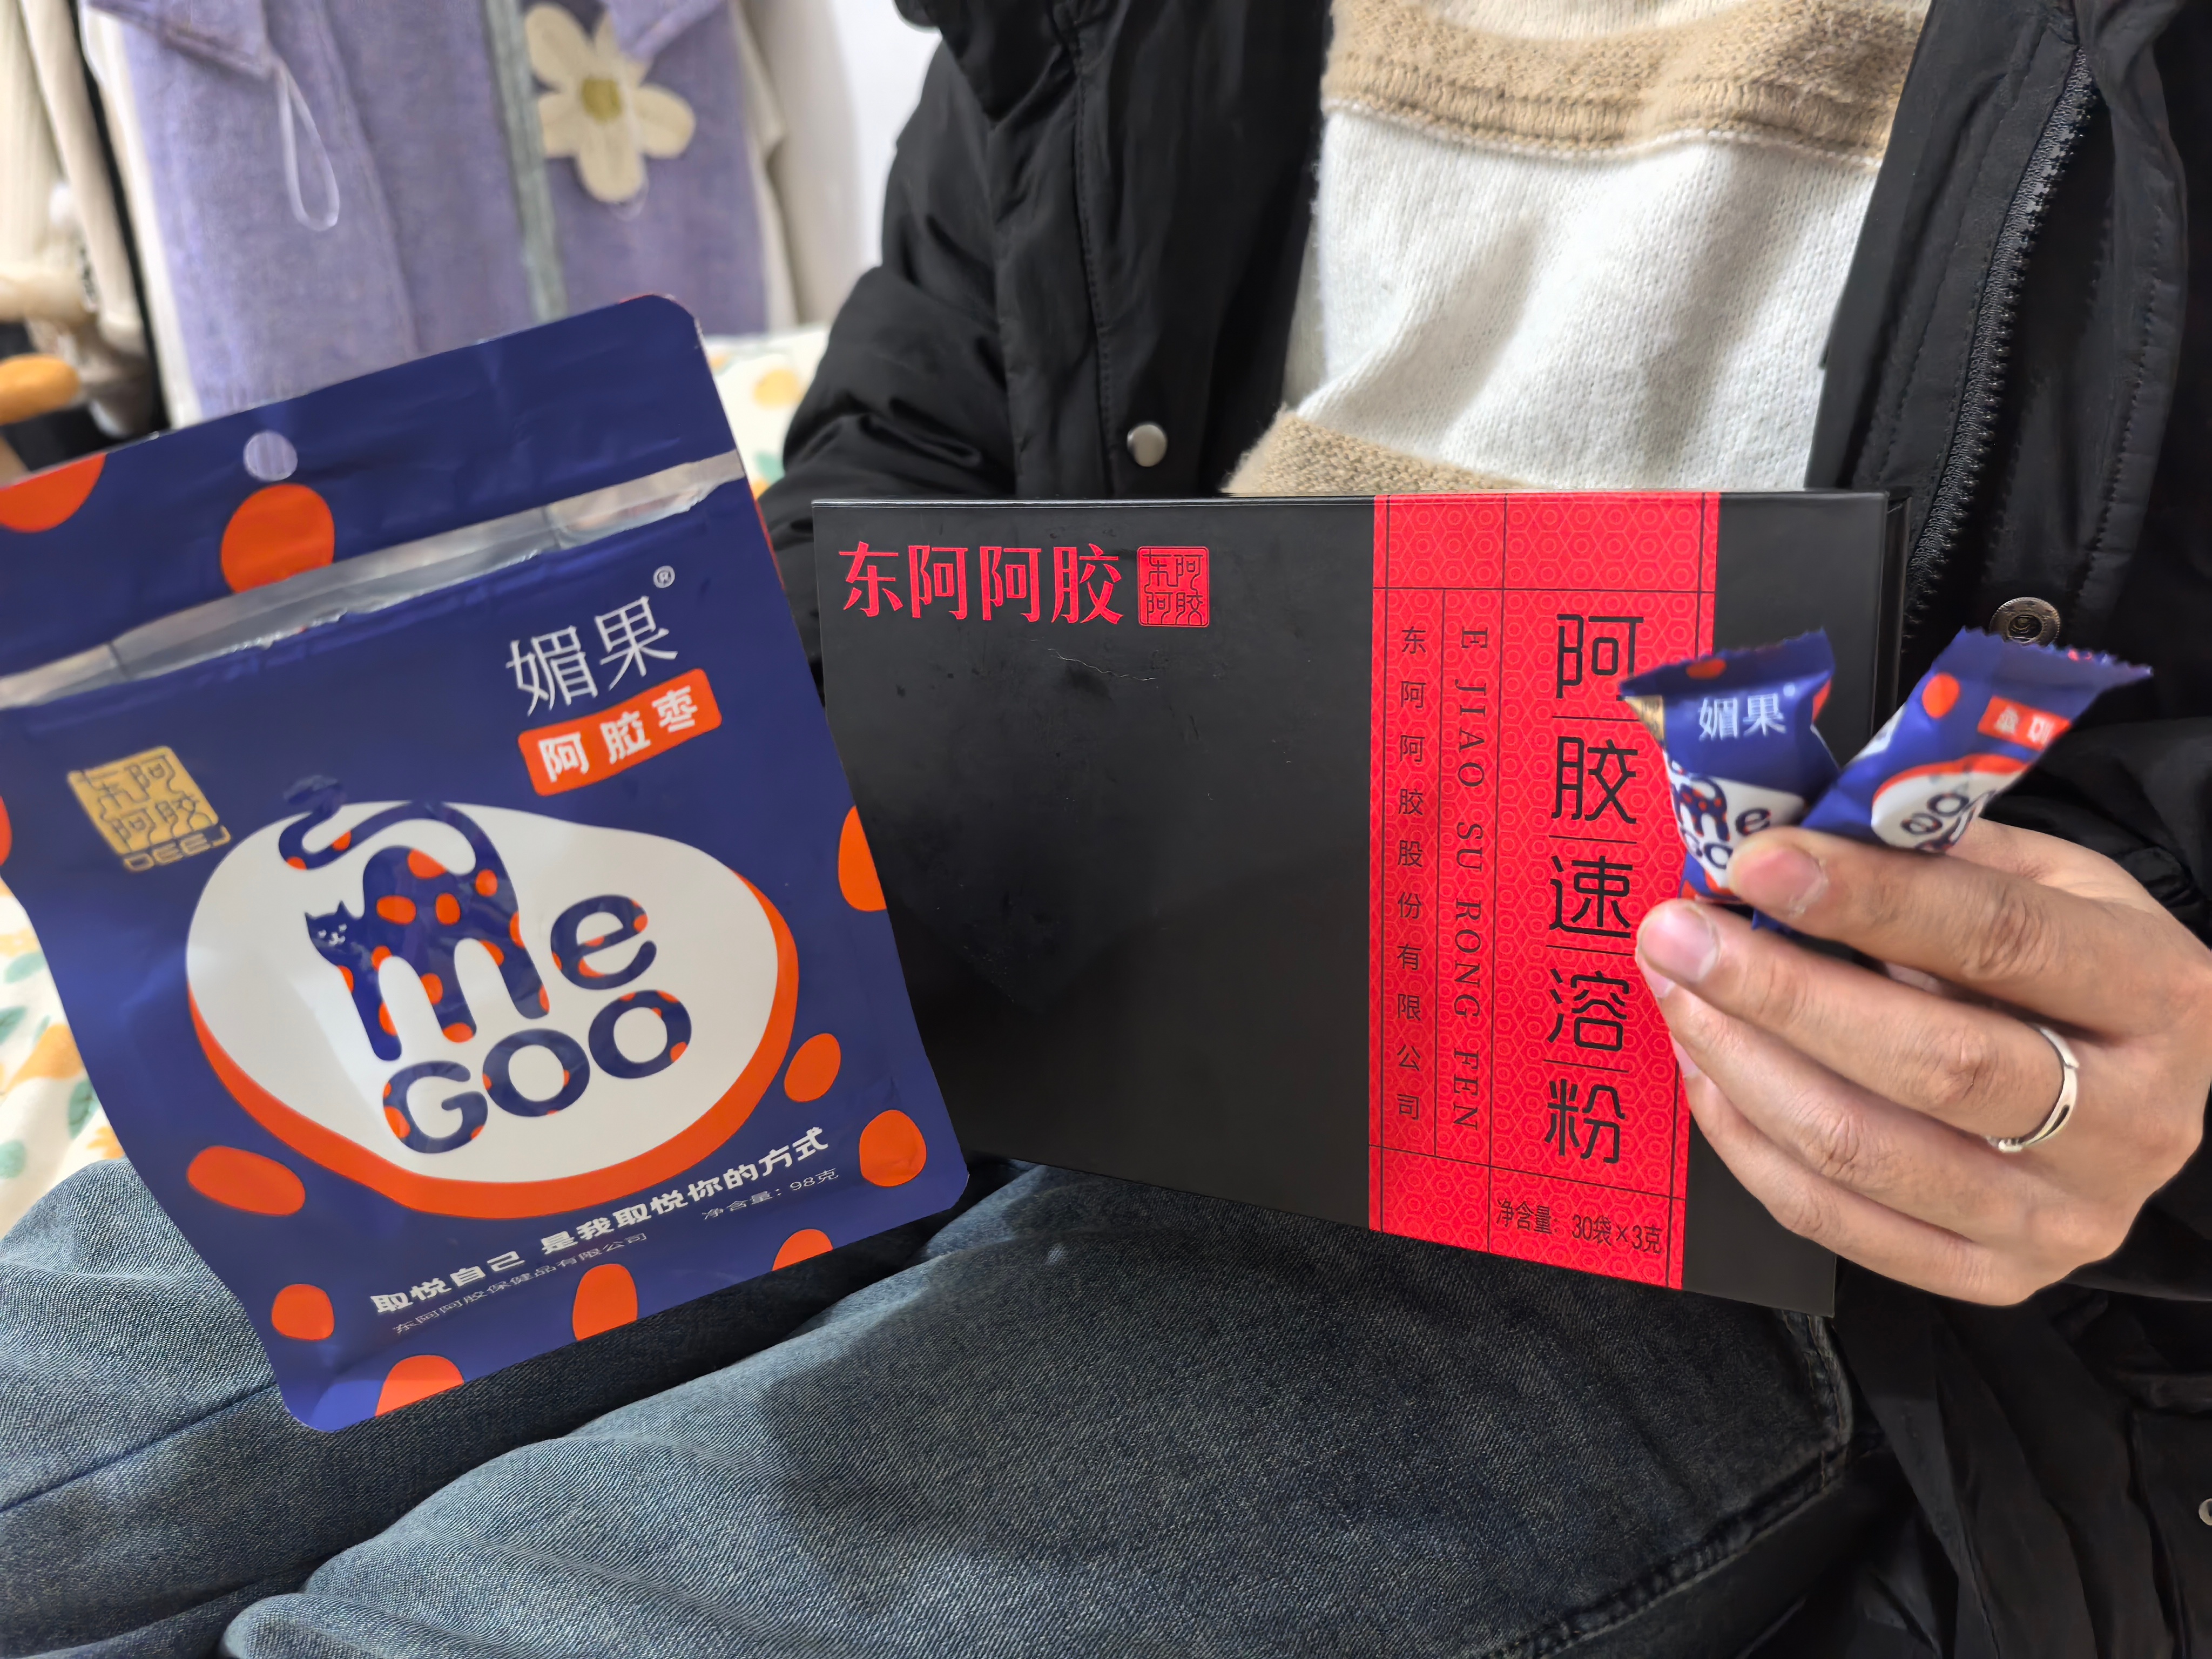 媚果®
阿胶枣
东阿
阿胶
DEEJ
me
GOO
取悦自己 是我取悦你的方式
净含量：98克
东阿阿胶保健品有限公司
东阿阿胶
东阿
阿胶
阿胶速溶粉
E JIAO SU RONG FEN
东阿阿胶股份有限公司
净含量：30袋×3克
媚果
me